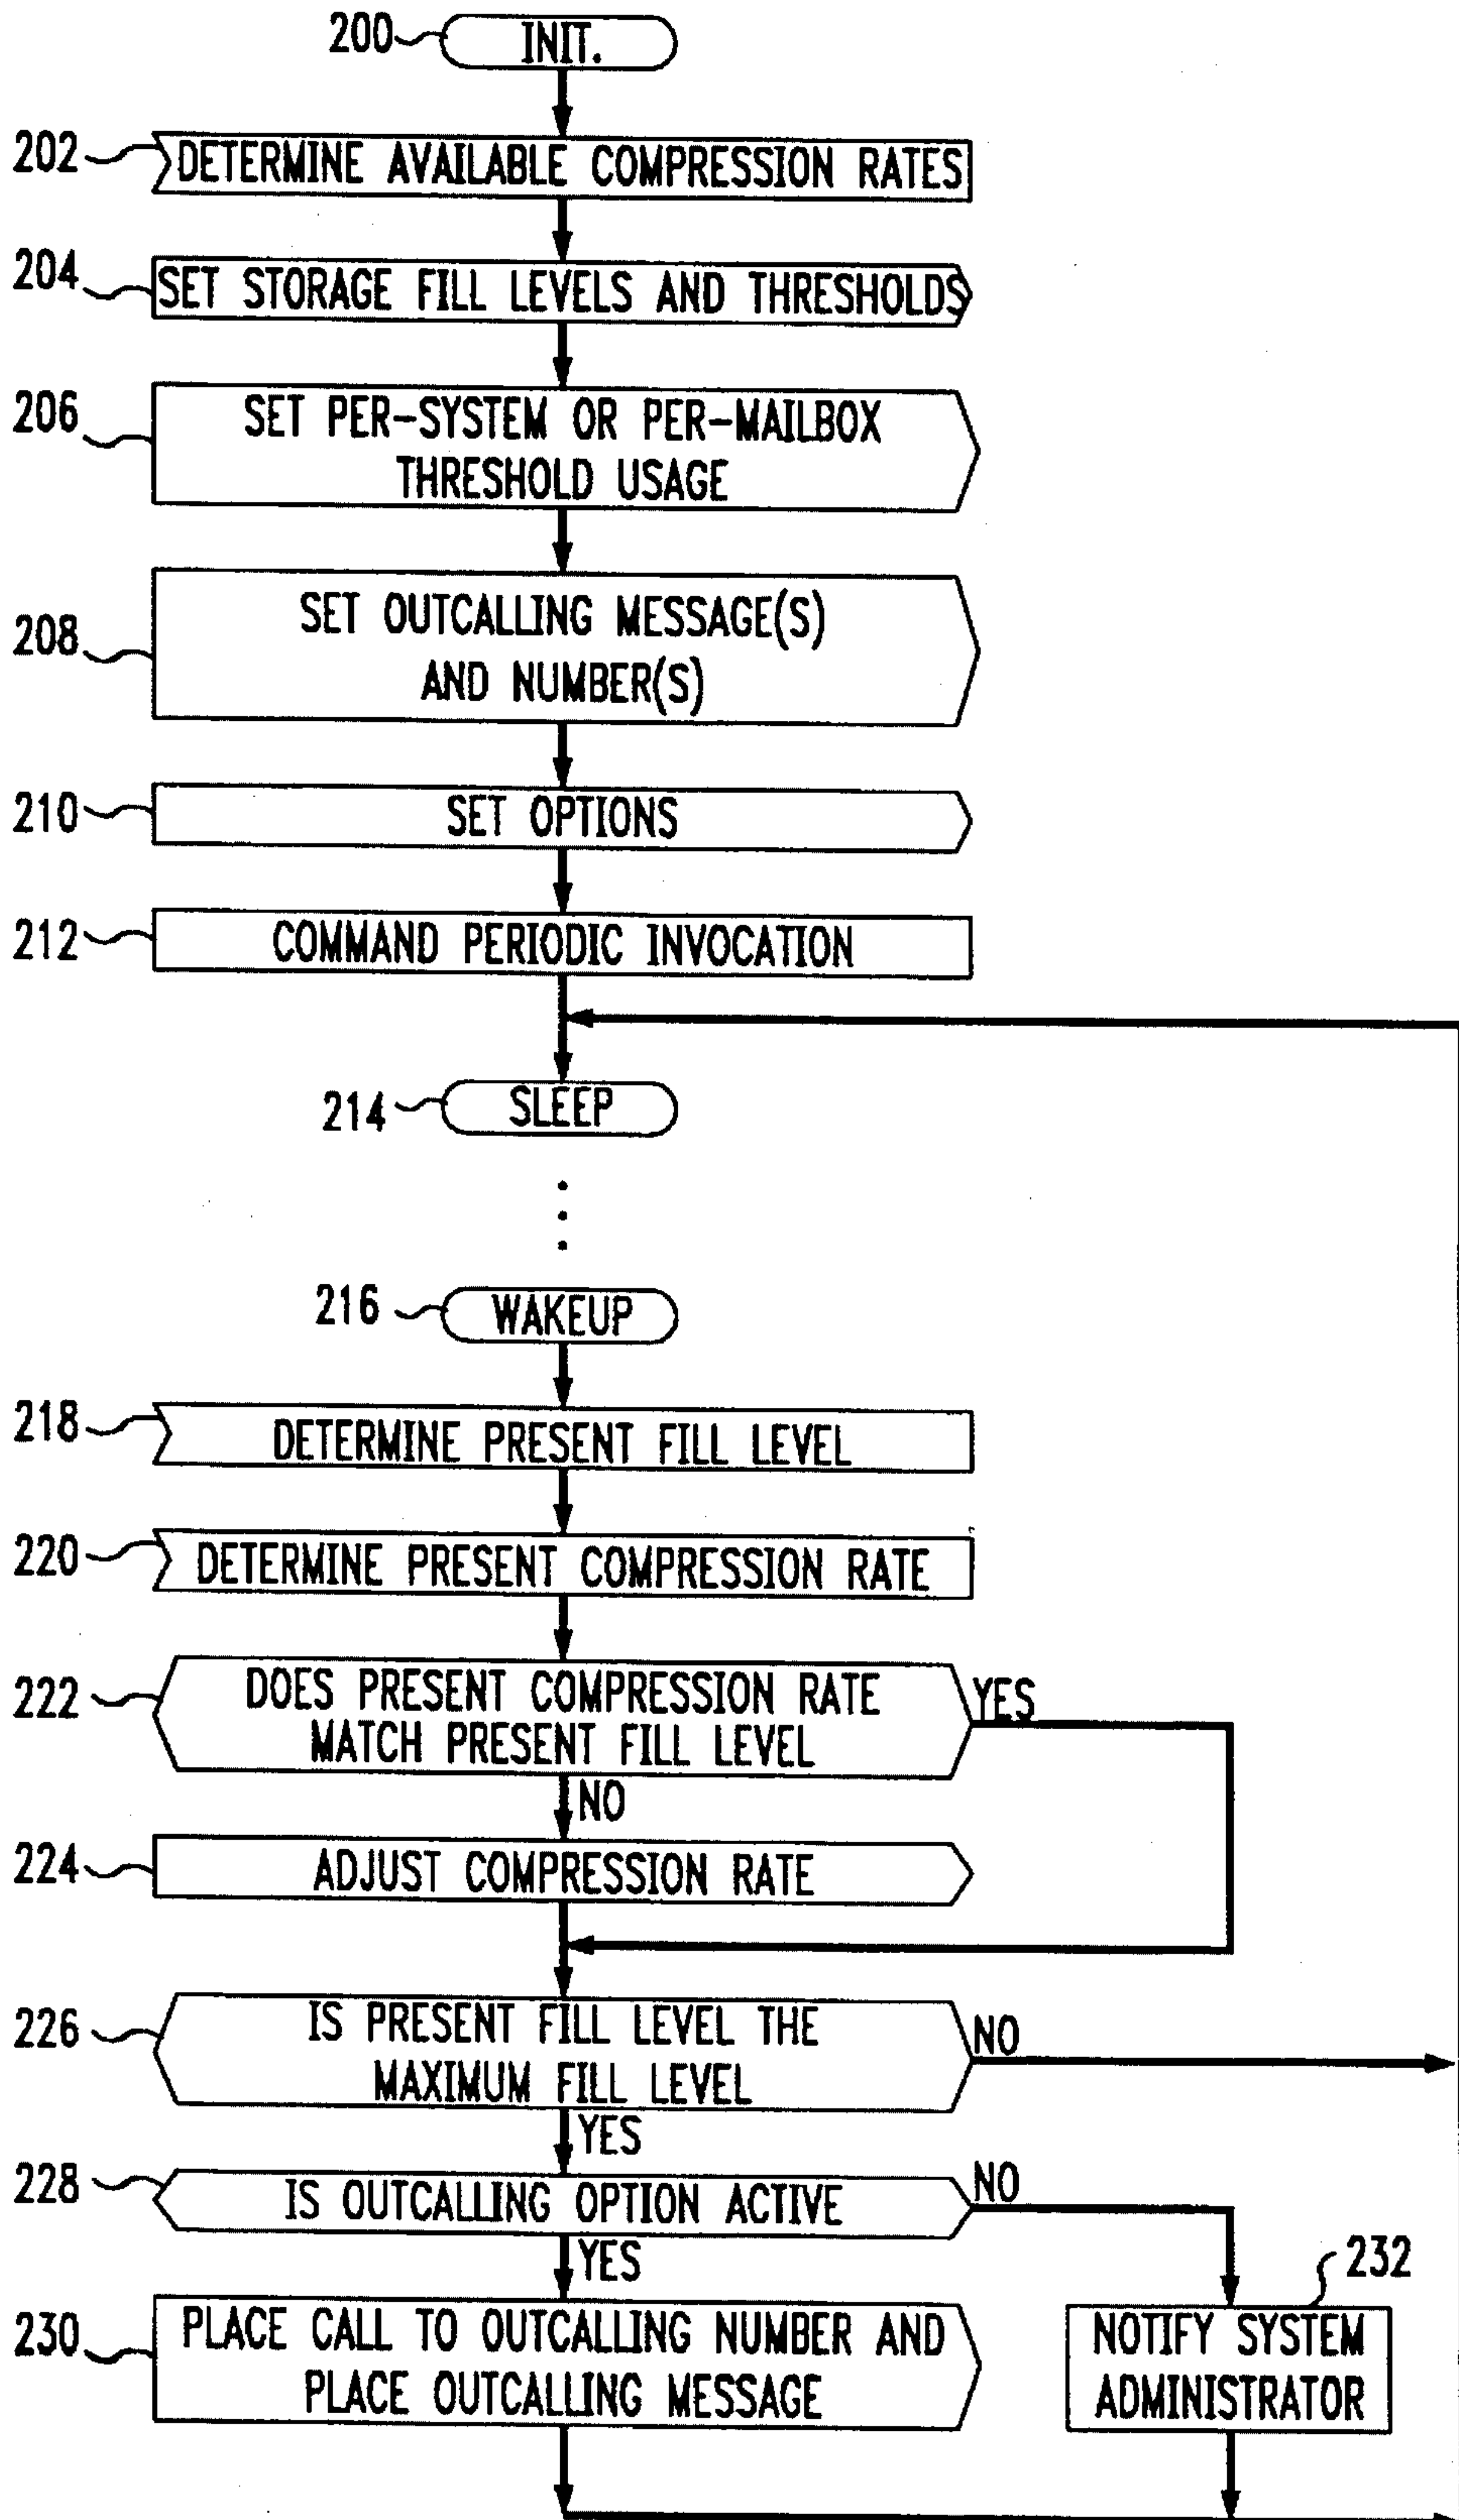 200
INIT.
202
DETERMINE AVAILABLE COMPRESSION RATES
204
SET STORAGE FILL LEVELS AND THRESHOLDS
206
SET PER-SYSTEM OR PER-MAILBOX
THRESHOLD USAGE
208
SET OUTCALLING MESSAGE(S)
AND NUMBER(S)
210
SET OPTIONS
212
COMMAND PERIODIC INVOCATION
214
SLEEP
216
WAKEUP
218
DETERMINE PRESENT FILL LEVEL
220
DETERMINE PRESENT COMPRESSION RATE
222
DOES PRESENT COMPRESSION RATE
MATCH PRESENT FILL LEVEL
YES
NO
224
ADJUST COMPRESSION RATE
226
IS PRESENT FILL LEVEL THE
MAXIMUM FILL LEVEL
NO
YES
228
IS OUTCALLING OPTION ACTIVE
NO
YES
232
230
PLACE CALL TO OUTCALLING NUMBER AND
PLACE OUTCALLING MESSAGE
NOTIFY SYSTEM
ADMINISTRATOR